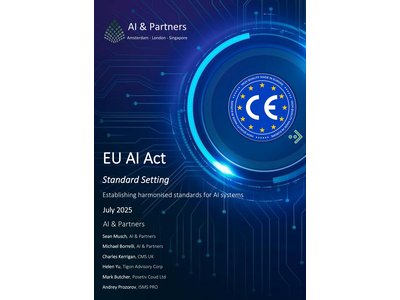 AI & Partners
Amsterdam - London - Singapore
CE
EU AI Act
Standard Setting
Establishing harmonised standards for AI systems
July 2025
AI & Partners
Sean Musch, AI & Partners
Michael Borrelli, AI & Partners
Charles Kerrigan, CMS UK
Helen Yu, Tigon Advisory Corp
Mark Butcher, Posetiv Coud Ltd
Andrey Prozorov, ISMS PRO